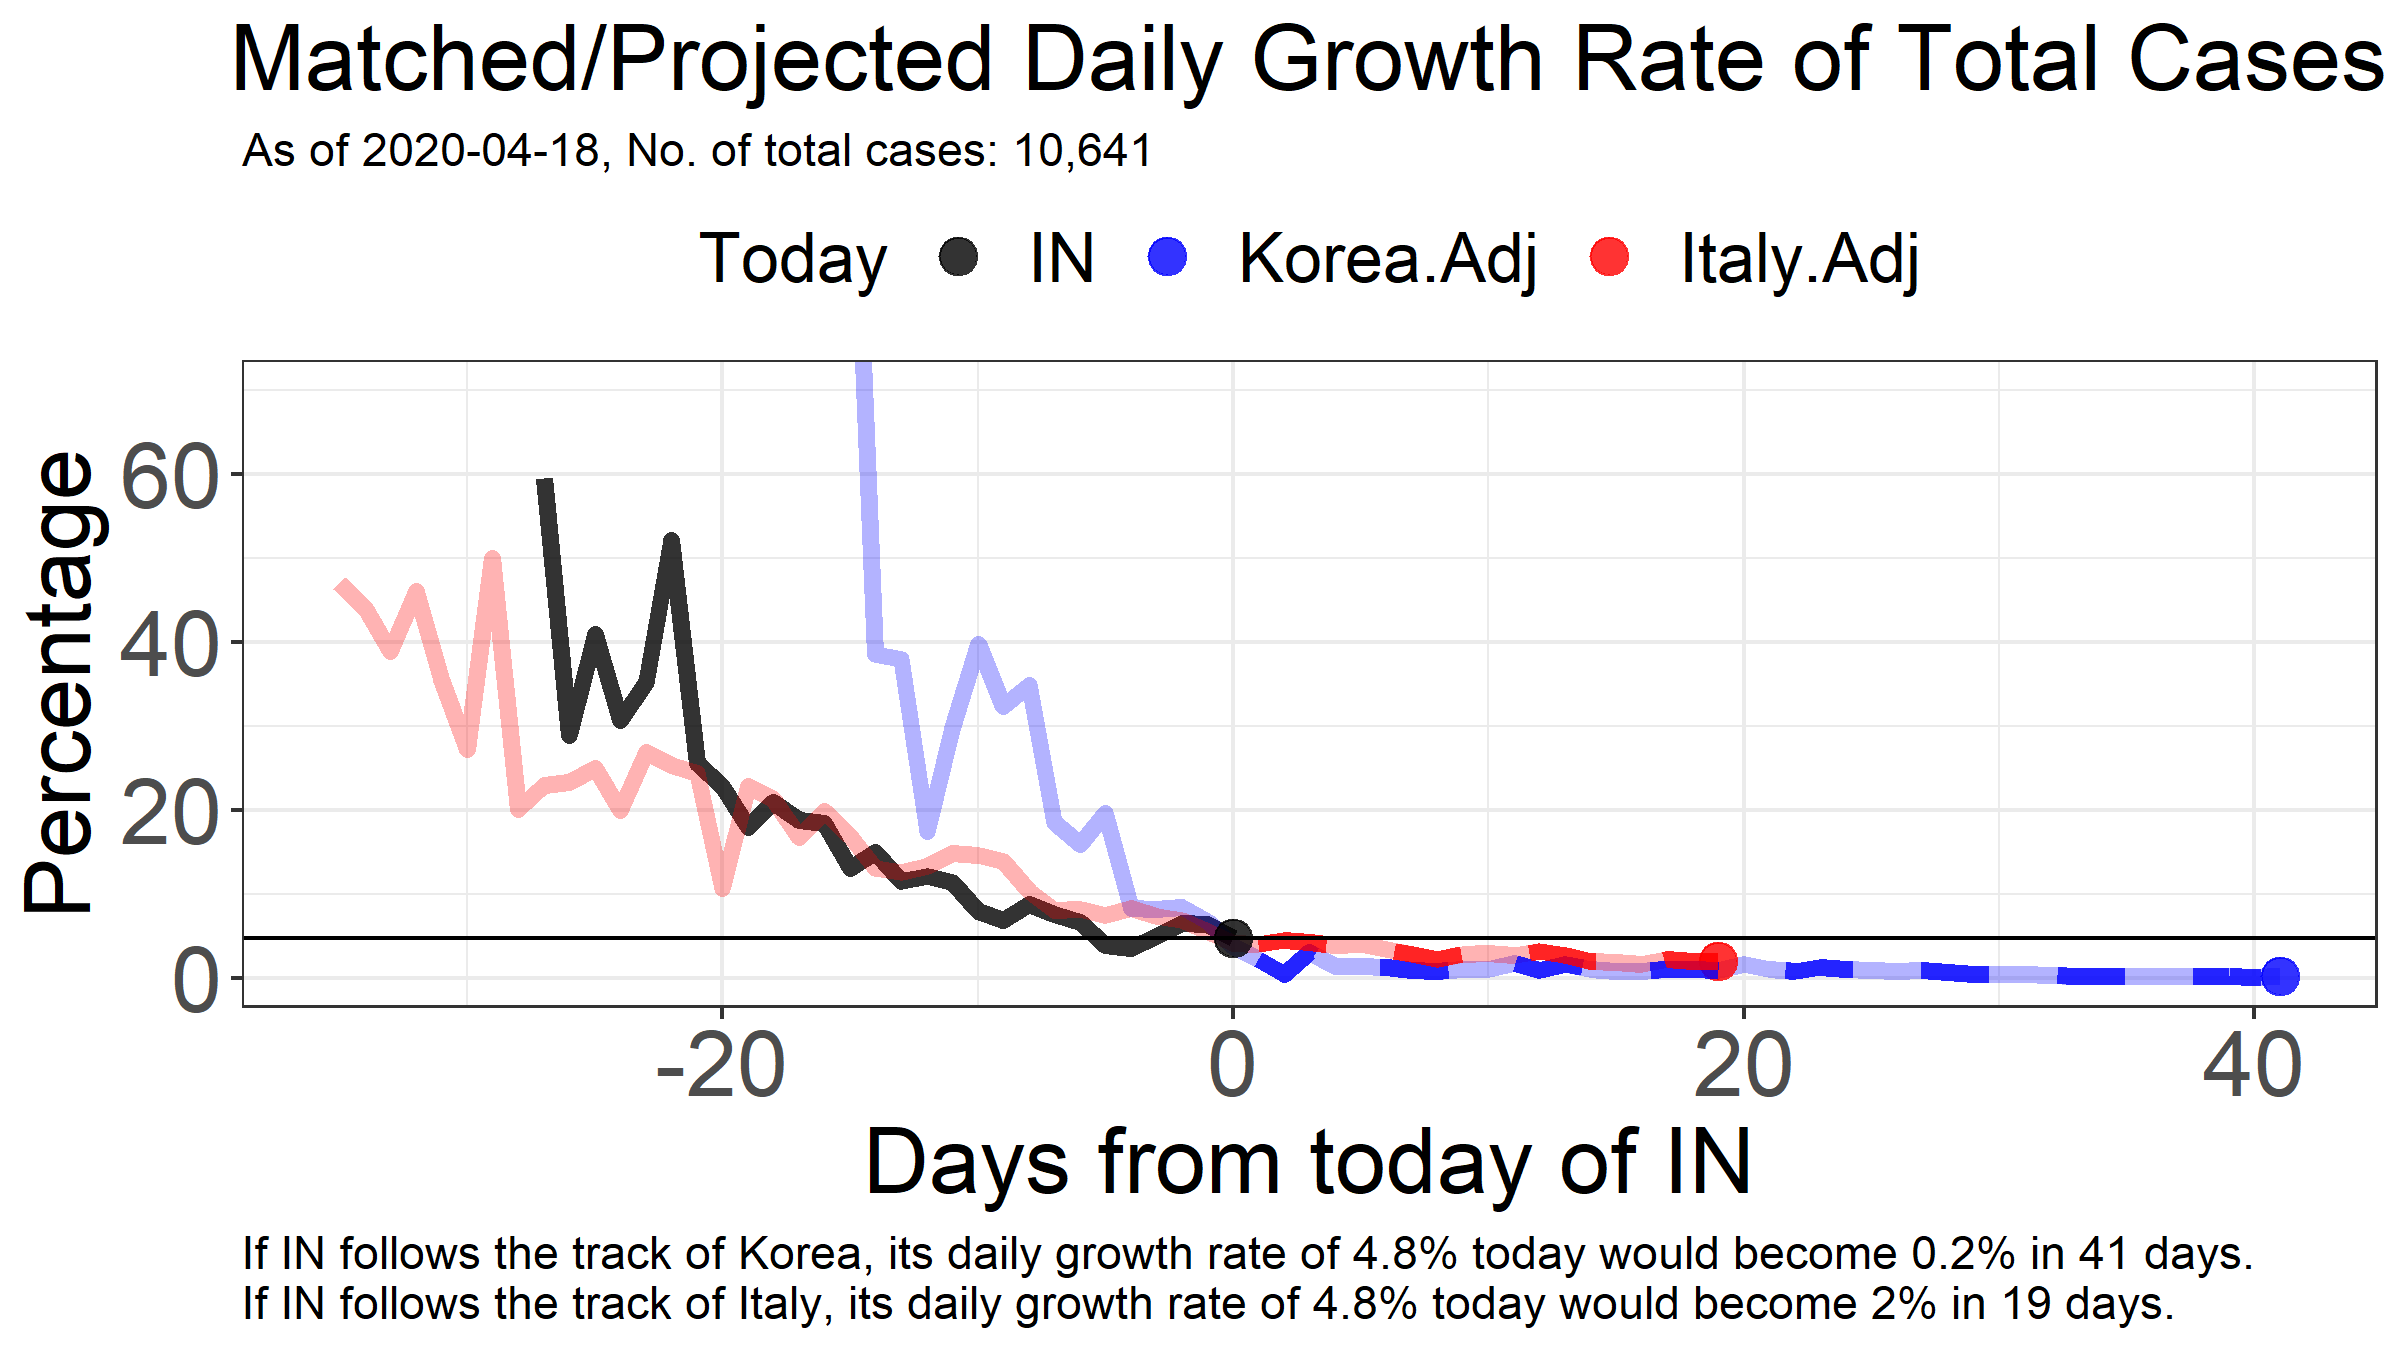 Matched/Projected Daily Growth Rate of Total Cases
As of 2020-04-18, No. of total cases: 10,641
Today IN Korea.Adj Italy.Adj
Percentage
60
40
20
0
-20 0 20 40
Days from today of IN
If IN follows the track of Korea, its daily growth rate of 4.8% today would become 0.2% in 41 days.
If IN follows the track of Italy, its daily growth rate of 4.8% today would become 2% in 19 days.